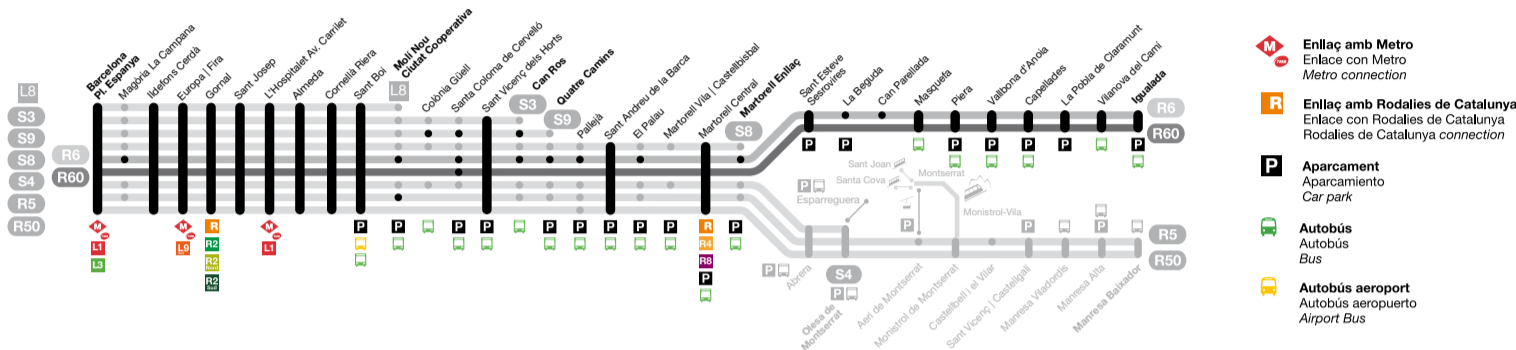 L8
S3
S9
S8
R6
R60
S4
R5
R50
Barcelona
Pl. Espanya
Magòria La Campana
Ildefons Cerdà
Europa | Fira
Gornal
Sant Josep
L'Hospitalet Av. Carrilet
Almeda
Cornellà Riera
Sant Boi
Molí Nou
Ciutat Cooperativa
L8
Colònia Güell
Santa Coloma de Cervelló
Sant Vicenç dels Horts
Can Ros
S3
Quatre Camins
S9
Pallejà
Sant Andreu de la Barca
El Palau
Martorell Vila | Castellbisbal
Martorell Central
Martorell Enllaç
S8
Sant Esteve
Sesrovires
La Beguda
Can Parellada
Masquefa
Piera
Vallbona d'Anoia
Capellades
La Pobla de Claramunt
Vilanova del Camí
Igualada
R6
R60
M
L1
L3
M
L9
R
R2
R2
Nord
R2
Sud
M
L1
P
P
P
P
P
P
P
P
P
R
R4
R8
P
P
P
P
P
P
P
P
P
P
Sant Joan
Santa Cova
Montserrat
Monistrol-Vila
P
Esparreguera
P
P
Abrera
S4
P
Olesa de
Montserrat
Aeri de Montserrat
Monistrol de Montserrat
Castellbell i el Vilar
P
Sant Vicenç | Castellgalí
Manresa Viladordis
P
Manresa Alta
P
Manresa Baixador
R5
R50
M
Enllaç amb Metro
Enlace con Metro
Metro connection
R
Enllaç amb Rodalies de Catalunya
Enlace con Rodalies de Catalunya
Rodalies de Catalunya connection
P
Aparcament
Aparcamiento
Car park
Autobús
Autobús
Bus
Autobús aeroport
Autobús aeropuerto
Airport Bus